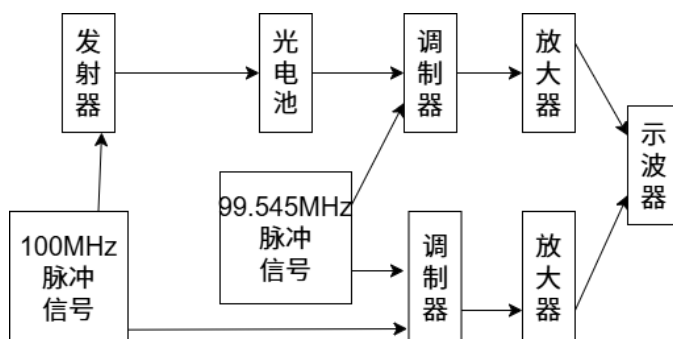 发射器
光电池
调制器
放大器
示波器
99.545MHz
脉冲
信号
100MHz
脉冲
信号
调制器
放大器